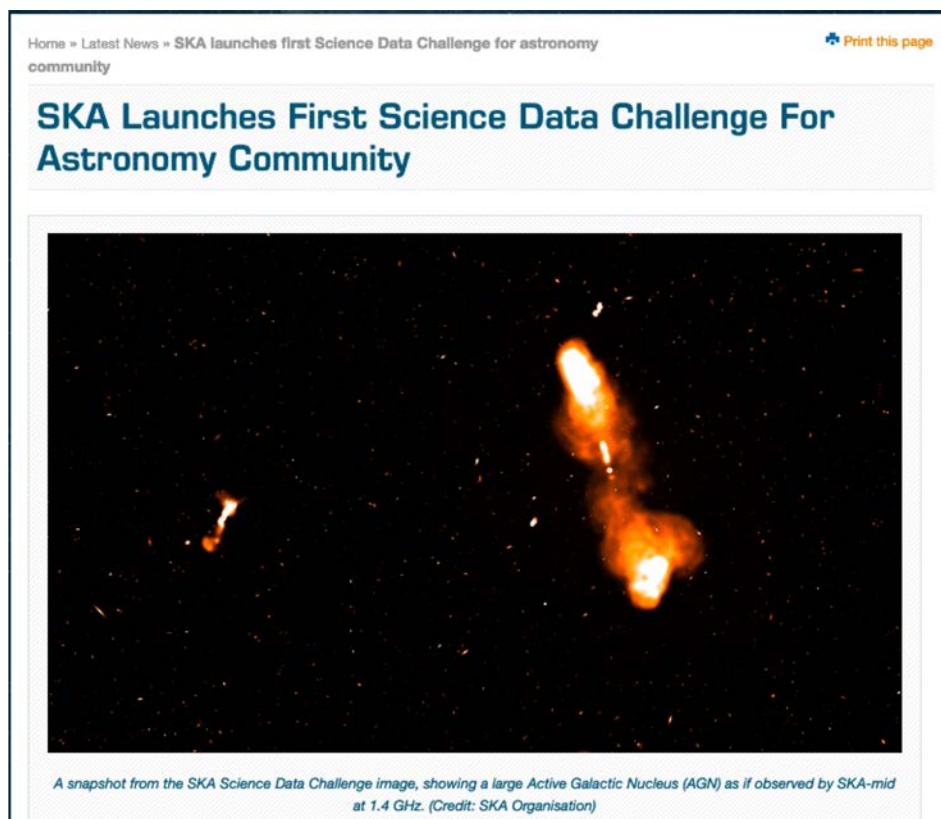 Home » Latest News » SKA launches first Science Data Challenge for astronomy
community
Print this page
SKA Launches First Science Data Challenge For
Astronomy Community
A snapshot from the SKA Science Data Challenge image, showing a large Active Galactic Nucleus (AGN) as if observed by SKA-mid
at 1.4 GHz. (Credit: SKA Organisation)